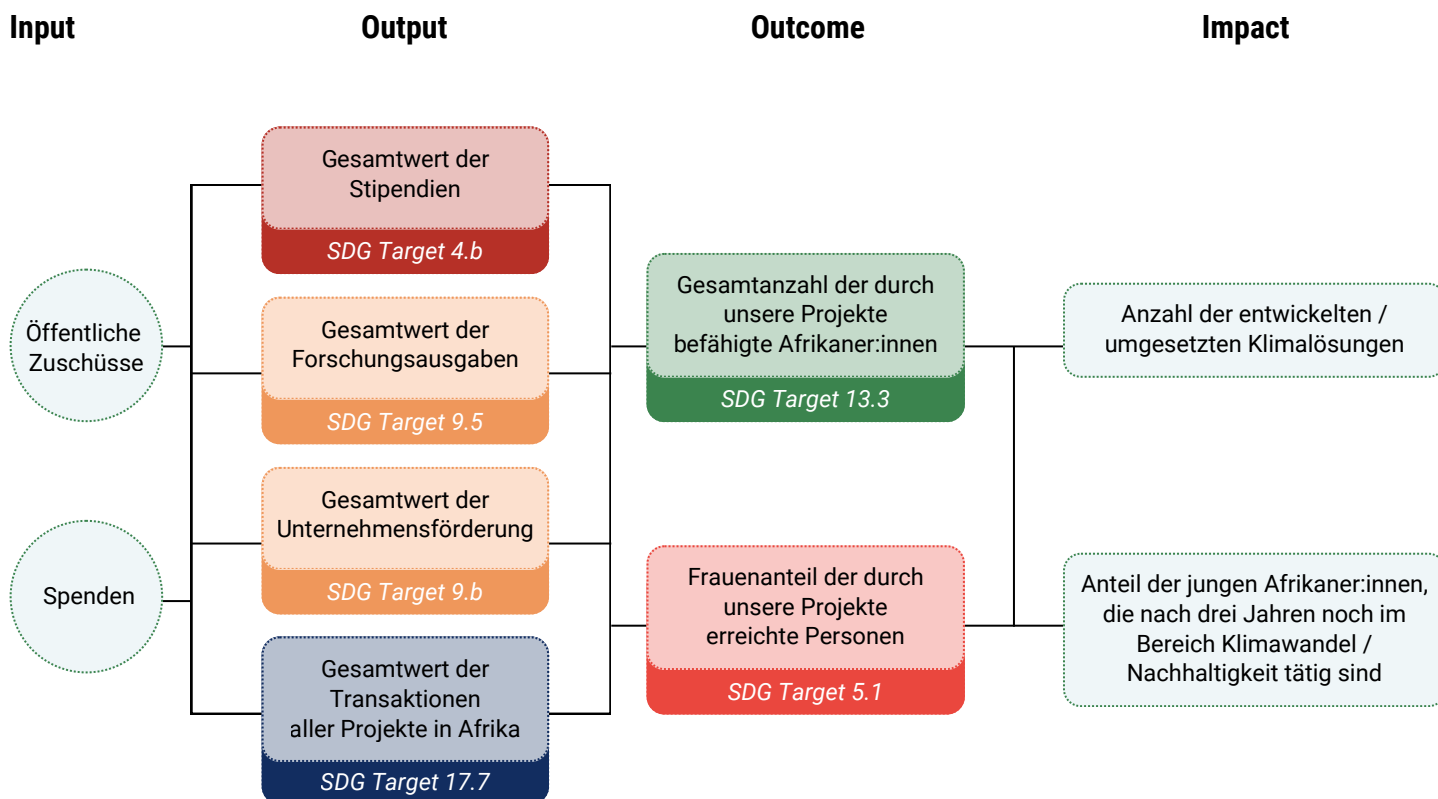 Input
Output
Outcome
Impact
Öffentliche
Zuschüsse
Spenden
Gesamtwert der
Stipendien
SDG Target 4.b
Gesamtwert der
Forschungsausgaben
SDG Target 9.5
Gesamtwert der
Unternehmensförderung
SDG Target 9.b
Gesamtwert der
Transaktionen
aller Projekte in Afrika
SDG Target 17.7
Gesamtanzahl der durch
unsere Projekte
befähigte Afrikaner:innen
SDG Target 13.3
Frauenanteil der durch
unsere Projekte
erreichte Personen
SDG Target 5.1
Anzahl der entwickelten /
umgesetzten Klimalösungen
Anteil der jungen Afrikaner:innen,
die nach drei Jahren noch im
Bereich Klimawandel /
Nachhaltigkeit tätig sind